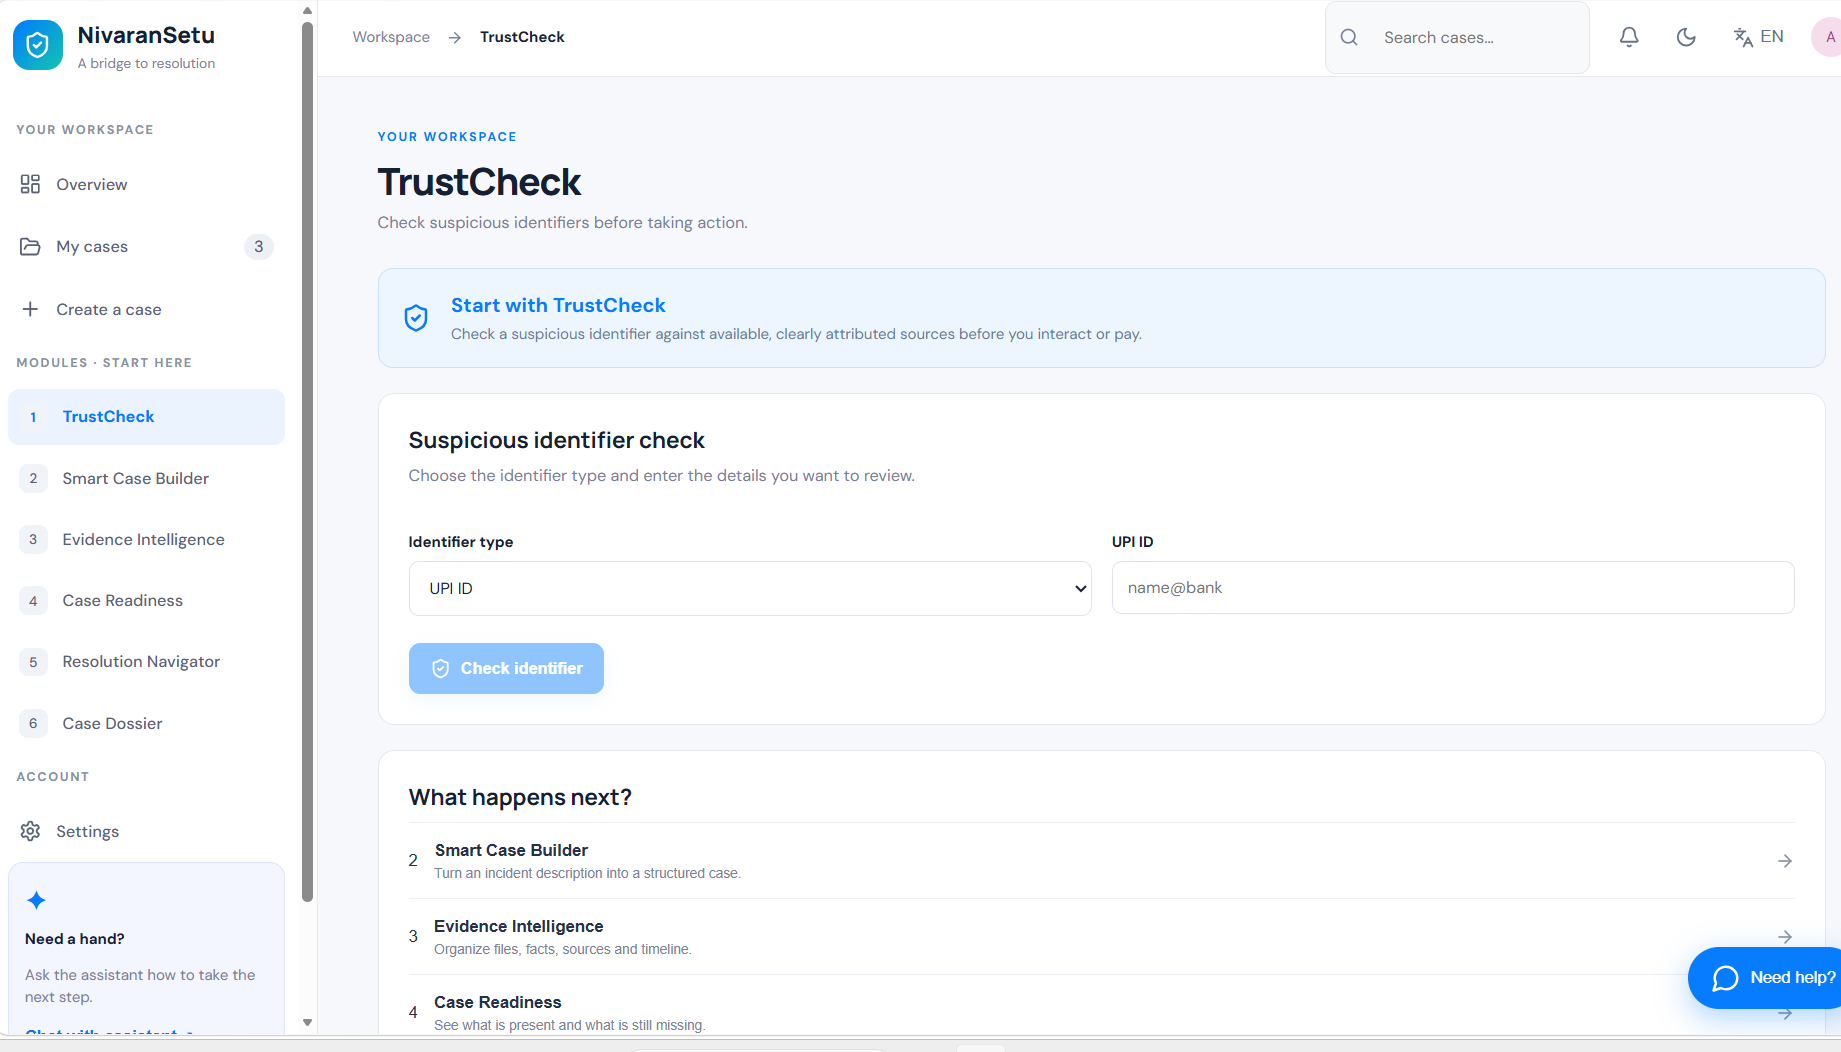 NivaranSetu
A bridge to resolution
YOUR WORKSPACE
Overview
My cases 3
Create a case
MODULES · START HERE
1 TrustCheck
2 Smart Case Builder
3 Evidence Intelligence
4 Case Readiness
5 Resolution Navigator
6 Case Dossier
ACCOUNT
Settings
Need a hand?
Ask the assistant how to take the
next step.
Chat with assistant
Workspace → TrustCheck
Search cases...
EN
A
YOUR WORKSPACE
TrustCheck
Check suspicious identifiers before taking action.
Start with TrustCheck
Check a suspicious identifier against available, clearly attributed sources before you interact or pay.
Suspicious identifier check
Choose the identifier type and enter the details you want to review.
Identifier type
UPI ID
UPI ID
name@bank
Check identifier
What happens next?
2 Smart Case Builder
Turn an incident description into a structured case.
3 Evidence Intelligence
Organize files, facts, sources and timeline.
4 Case Readiness
See what is present and what is still missing.
Need help?